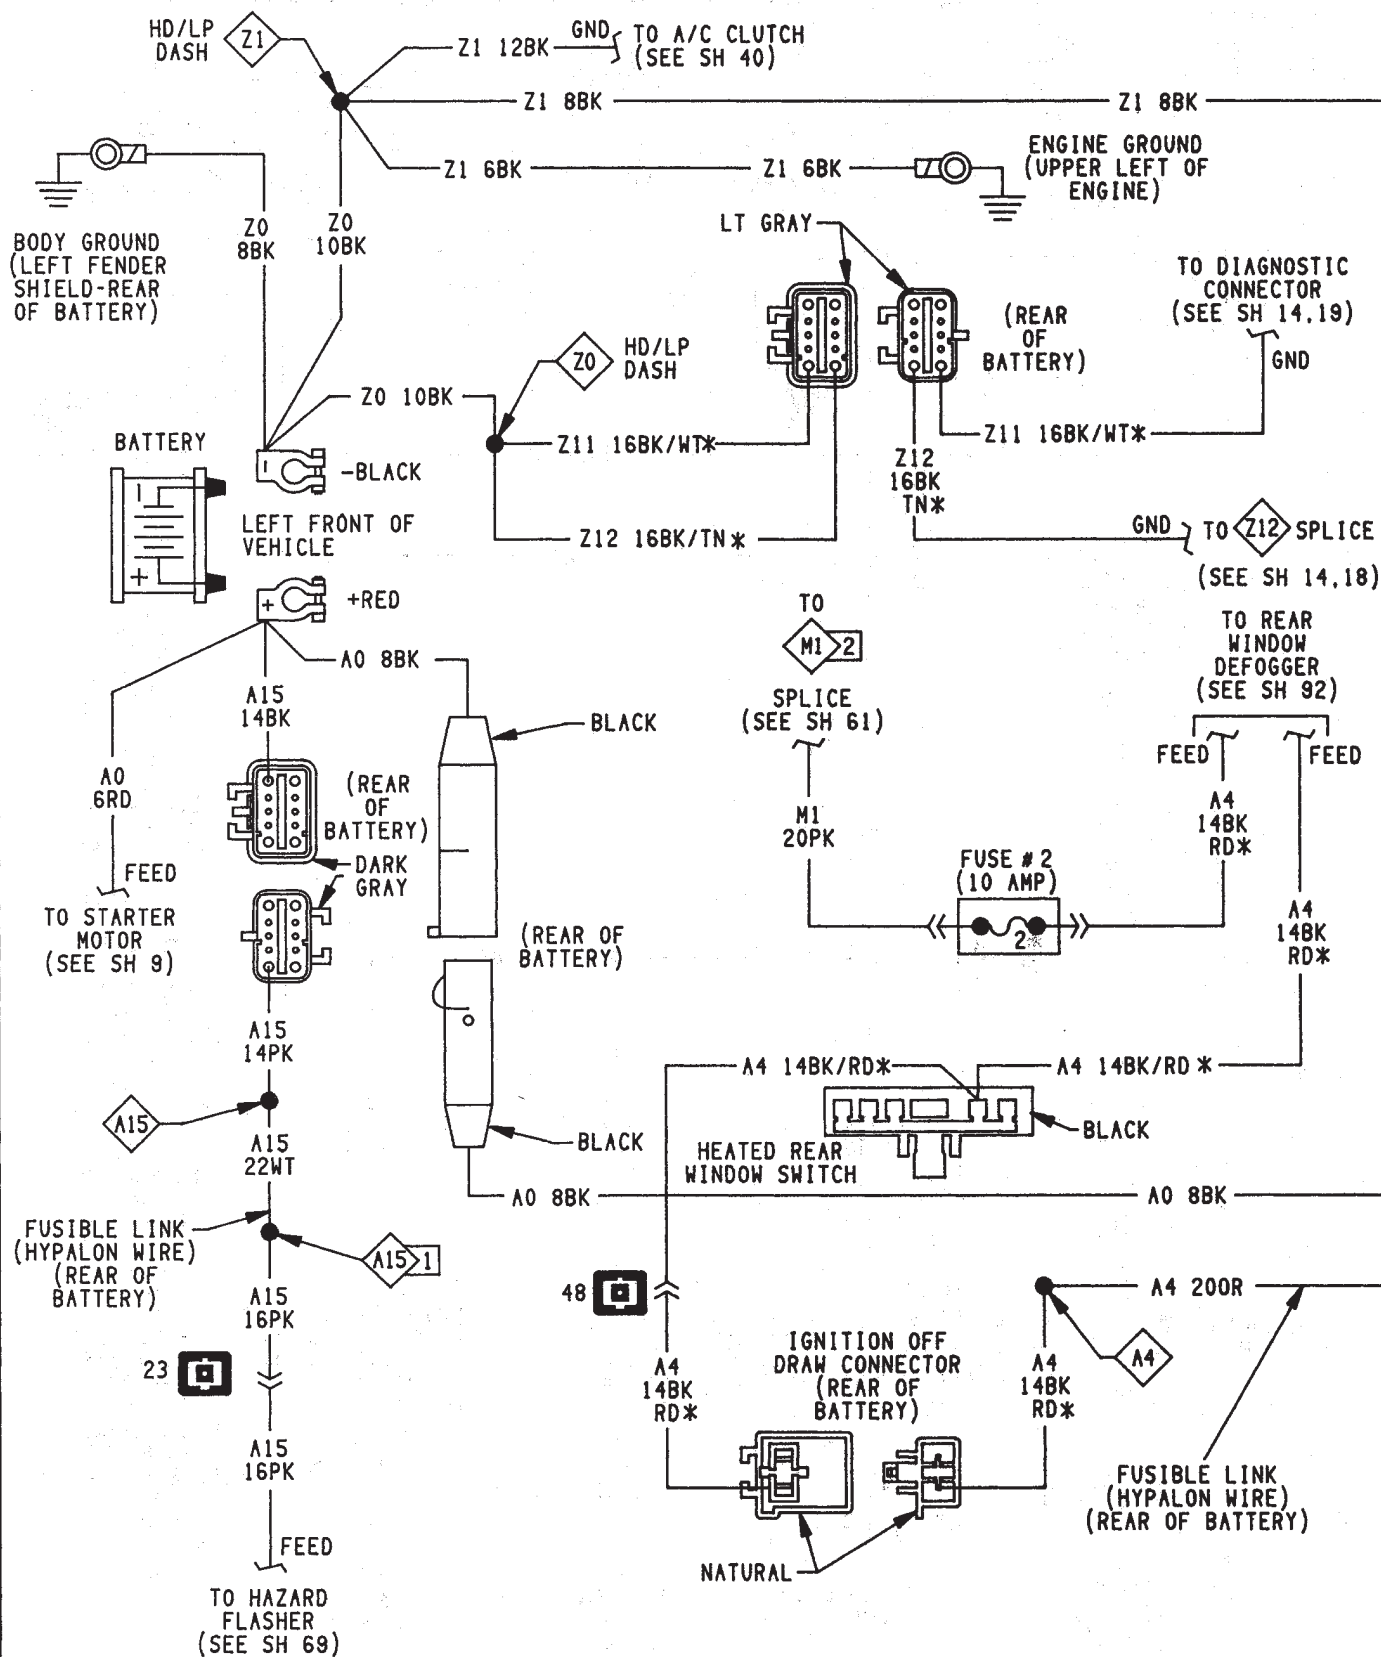 HD/LP
DASH
Z1
Z1 12BK
GND
TO A/C CLUTCH
(SEE SH 40)
Z1 8BK
Z1 8BK
Z1 6BK
Z1 6BK
ENGINE GROUND
(UPPER LEFT OF
ENGINE)
Z0
8BK
Z0
10BK
BODY GROUND
(LEFT FENDER
SHIELD-REAR
OF BATTERY)
LT GRAY
(REAR
OF
BATTERY)
TO DIAGNOSTIC
CONNECTOR
(SEE SH 14,19)
GND
Z0
HD/LP
DASH
Z0 10BK
Z11 16BK/WT*
Z11 16BK/WT*
Z12
16BK
TN*
Z12 16BK/TN*
GND
TO Z12 SPLICE
(SEE SH 14,18)
BATTERY
-
+
-
-BLACK
LEFT FRONT OF
VEHICLE
+
+RED
A0 8BK
A15
14BK
A0
6RD
FEED
TO STARTER
MOTOR
(SEE SH 9)
(REAR
OF
BATTERY)
DARK
GRAY
BLACK
(REAR OF
BATTERY)
BLACK
TO
M1 2
SPLICE
(SEE SH 61)
M1
20PK
FUSE #2
(10 AMP)
2
TO REAR
WINDOW
DEFOGGER
(SEE SH 92)
FEED
FEED
A4
14BK
RD*
A4
14BK
RD*
A15
14PK
A15
A15
22WT
FUSIBLE LINK
(HYPALON WIRE)
(REAR OF
BATTERY)
A15 1
A15
16PK
23
A15
16PK
FEED
TO HAZARD
FLASHER
(SEE SH 69)
A4 14BK/RD*
A4 14BK/RD *
BLACK
HEATED REAR
WINDOW SWITCH
A0 8BK
A0 8BK
48
A4
14BK
RD*
IGNITION OFF
DRAW CONNECTOR
(REAR OF
BATTERY)
A4 20OR
A4
A4
14BK
RD*
NATURAL
FUSIBLE LINK
(HYPALON WIRE)
(REAR OF BATTERY)